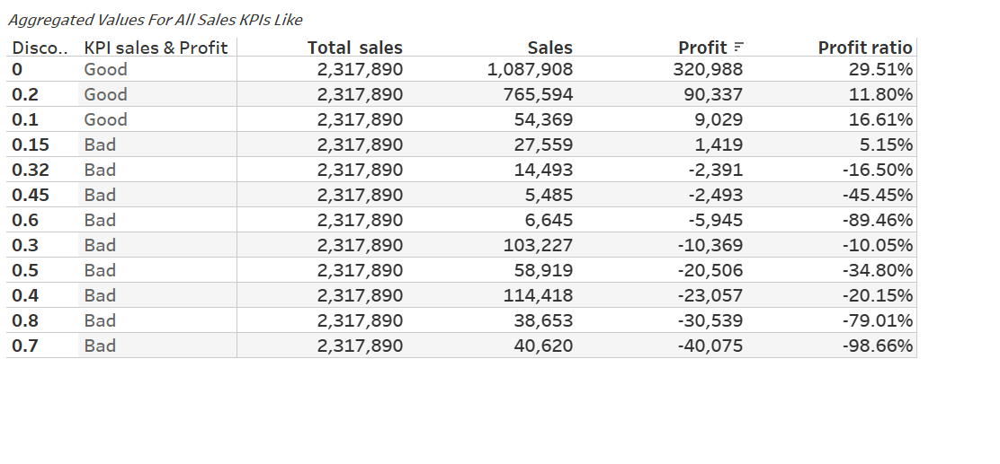 Aggregated Values For All Sales KPIs Like
Disco.. KPI sales & Profit Total sales Sales Profit Profit ratio
0 Good 2,317,890 1,087,908 320,988 29.51%
0.2 Good 2,317,890 765,594 90,337 11.80%
0.1 Good 2,317,890 54,369 9,029 16.61%
0.15 Bad 2,317,890 27,559 1,419 5.15%
0.32 Bad 2,317,890 14,493 -2,391 -16.50%
0.45 Bad 2,317,890 5,485 -2,493 -45.45%
0.6 Bad 2,317,890 6,645 -5,945 -89.46%
0.3 Bad 2,317,890 103,227 -10,369 -10.05%
0.5 Bad 2,317,890 58,919 -20,506 -34.80%
0.4 Bad 2,317,890 114,418 -23,057 -20.15%
0.8 Bad 2,317,890 38,653 -30,539 -79.01%
0.7 Bad 2,317,890 40,620 -40,075 -98.66%